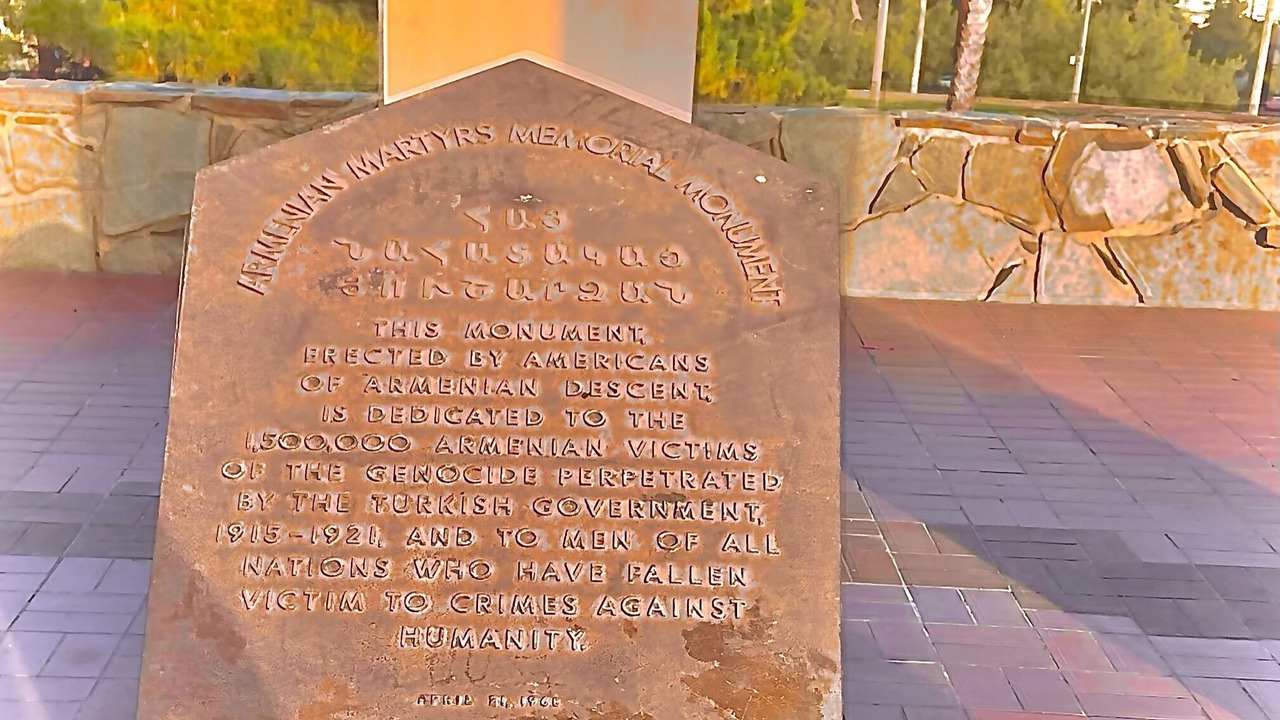 ARMENIAN MARTYRS MEMORIAL MONUMENT
ՀԱՅ
ՆԱՀԱՏԱԿԱՑ
ՅՈՒՇԱՐՁԱՆ
THIS MONUMENT,
ERECTED BY AMERICANS
OF ARMENIAN DESCENT,
IS DEDICATED TO THE
1,500,000 ARMENIAN VICTIMS
OF THE GENOCIDE PERPETRATED
BY THE TURKISH GOVERNMENT,
1915-1921, AND TO MEN OF ALL
NATIONS WHO HAVE FALLEN
VICTIM TO CRIMES AGAINST
HUMANITY.
APRIL